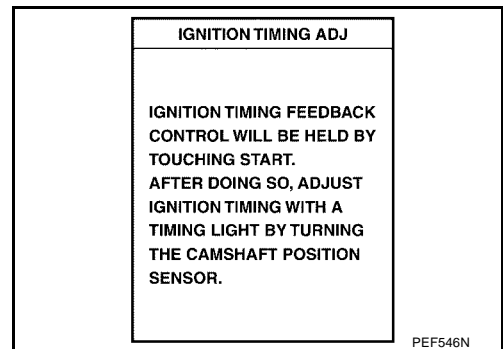 IGNITION TIMING ADJ
IGNITION TIMING FEEDBACK
CONTROL WILL BE HELD BY
TOUCHING START.
AFTER DOING SO, ADJUST
IGNITION TIMING WITH A
TIMING LIGHT BY TURNING
THE CAMSHAFT POSITION
SENSOR.
PEF546N